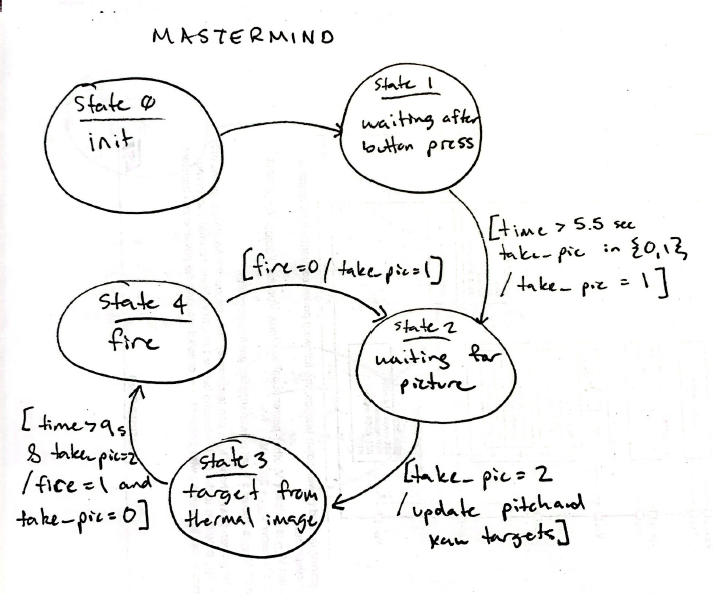 MASTERMIND
State 0
init
State 1
waiting after
button press
[time > 5.5 sec
take_pic in {0,1}
/ take_pic = 1]
[fire=0 / take_pic=1]
State 4
fire
State 2
waiting for
picture
[time > 9s
& take_pic=2
/ fire=1 and
take_pic=0]
State 3
target from
thermal image
[take_pic = 2
/ update pitch and
yaw targets]